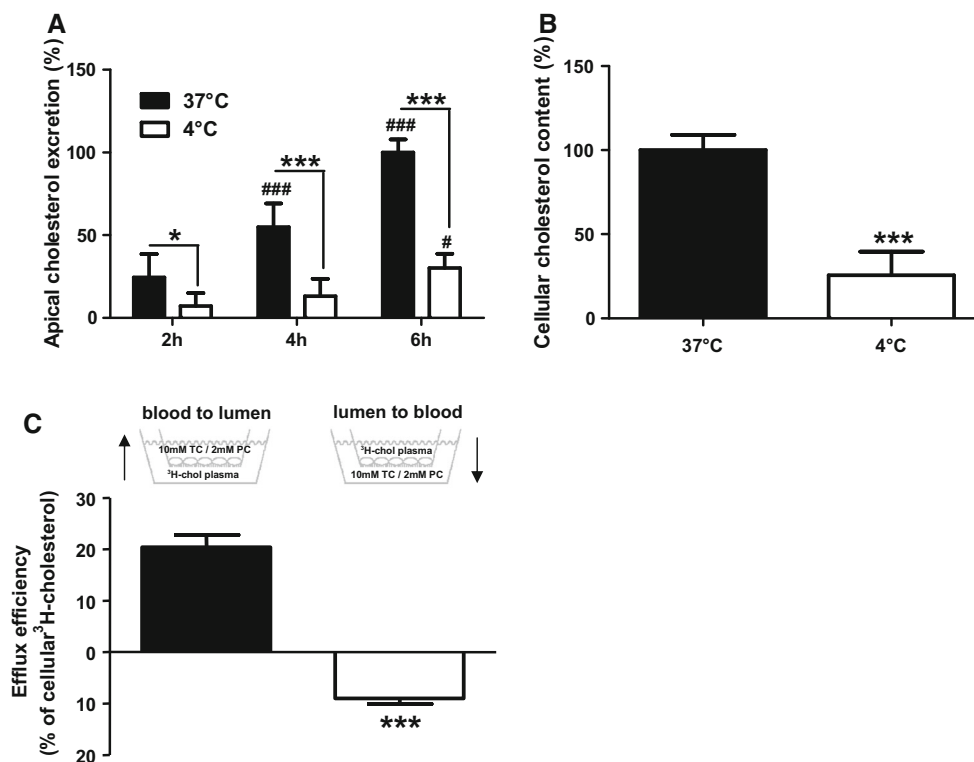 A
Apical cholesterol excretion (%)
150
100
50
0
37°C
4°C
*
***
***
###
###
#
2h
4h
6h
B
Cellular cholesterol content (%)
150
100
50
0
***
37°C
4°C
C
blood to lumen
lumen to blood
10mM TC / 2mM PC
³H-chol plasma
³H-chol plasma
10mM TC / 2mM PC
Efflux efficiency
(% of cellular³H-cholesterol)
30
20
10
0
10
20
***